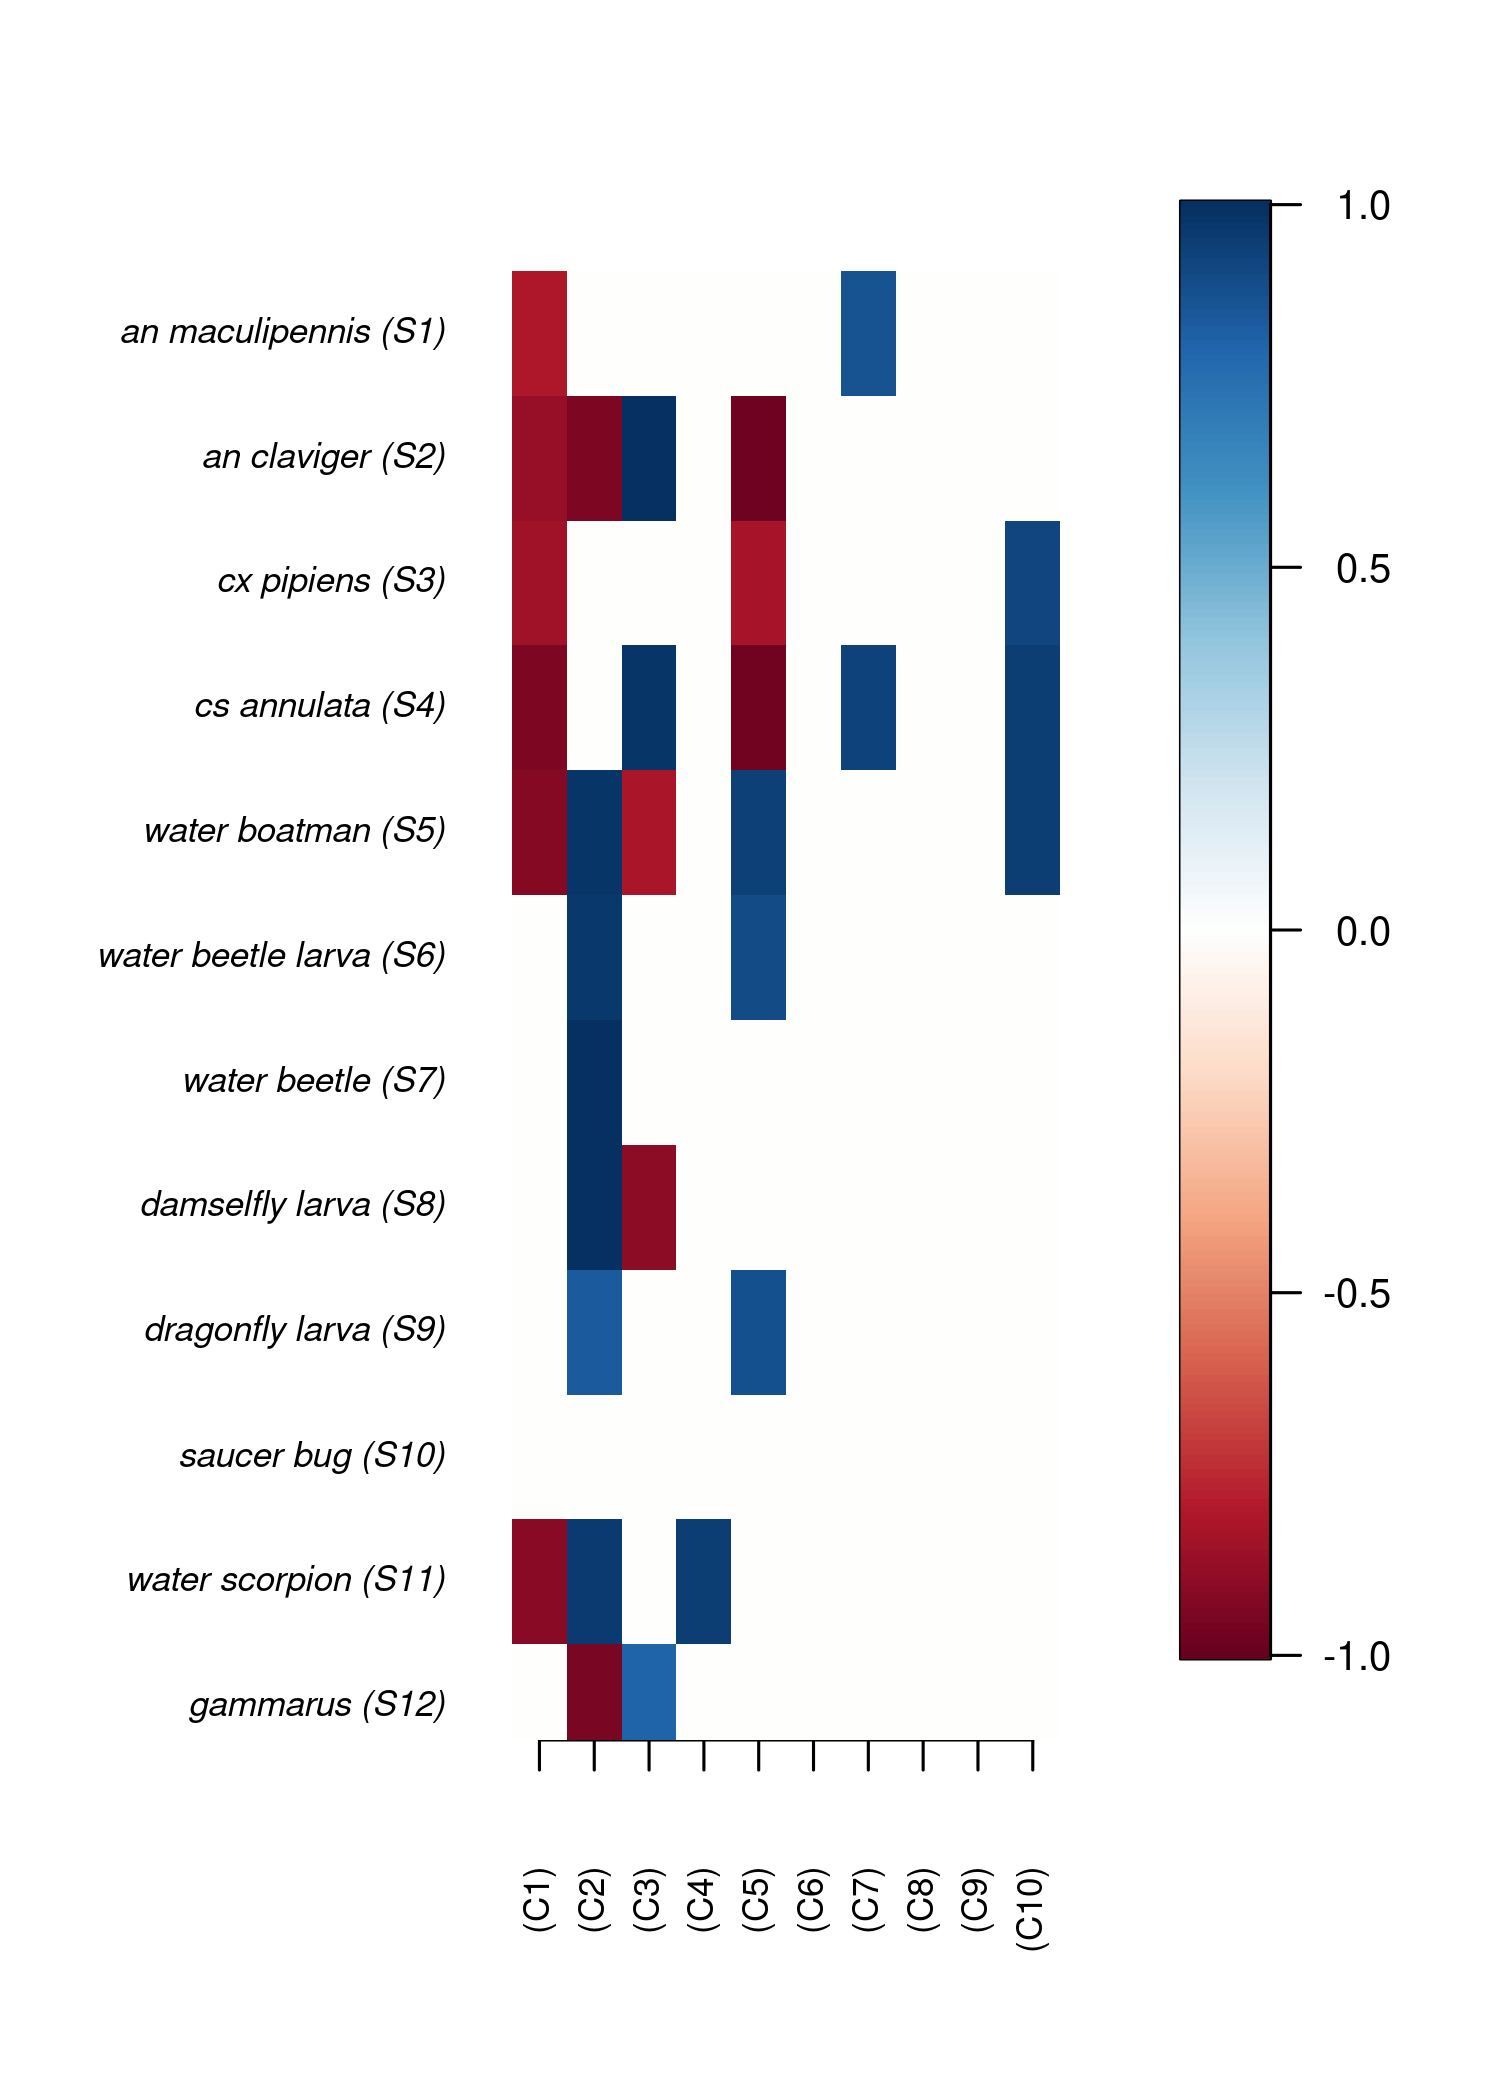 1.0
an maculipennis (S1)
an claviger (S2)
0.5
cx pipiens (S3)
cs annulata (S4)
water boatman (S5)
0.0
water beetle larva (S6)
water beetle (S7)
damselfly larva (S8)
-0.5
dragonfly larva (S9)
saucer bug (S10)
water scorpion (S11)
-1.0
gammarus (S12)
(C1)
(C2)
(C3)
(C4)
(C5)
(C6)
(C7)
(C8)
(C9)
(C10)